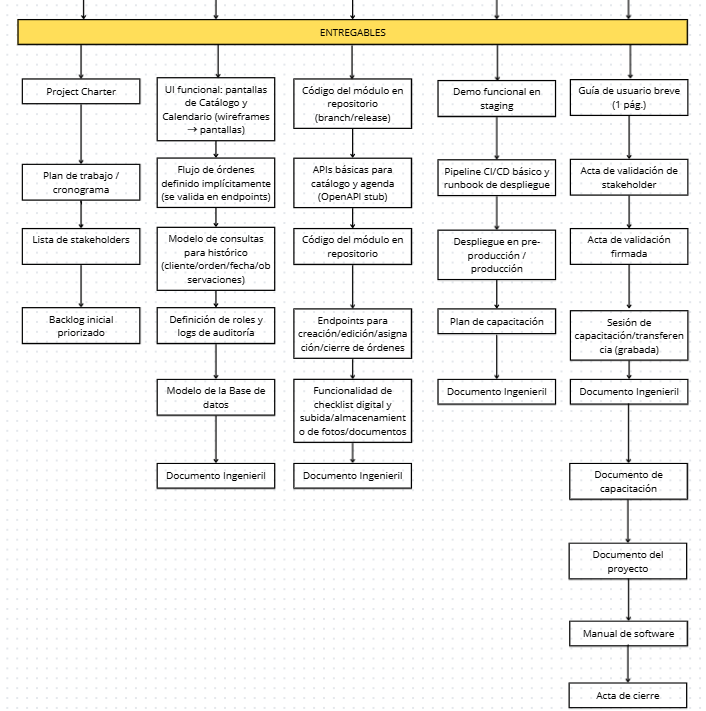 ENTREGABLES
Project Charter
Plan de trabajo /
cronograma
Lista de stakeholders
Backlog inicial
priorizado
UI funcional: pantallas
de Catálogo y
Calendario (wireframes
→ pantallas)
Flujo de órdenes
definido implícitamente
(se valida en endpoints)
Modelo de consultas
para histórico
(cliente/orden/fecha/ob
servaciones)
Definición de roles y
logs de auditoría
Modelo de la Base de
datos
Documento Ingenieril
Código del módulo en
repositorio
(branch/release)
APIs básicas para
catálogo y agenda
(OpenAPI stub)
Código del módulo en
repositorio
Endpoints para
creación/edición/asigna
ción/cierre de órdenes
Funcionalidad de
checklist digital y
subida/almacenamient
o de fotos/documentos
Documento Ingenieril
Demo funcional en
staging
Pipeline CI/CD básico y
runbook de despliegue
Despliegue en pre-
producción /
producción
Plan de capacitación
Documento Ingenieril
Guía de usuario breve
(1 pág.)
Acta de validación de
stakeholder
Acta de validación
firmada
Sesión de
capacitación/transferen
cia (grabada)
Documento Ingenieril
Documento de
capacitación
Documento del
proyecto
Manual de software
Acta de cierre